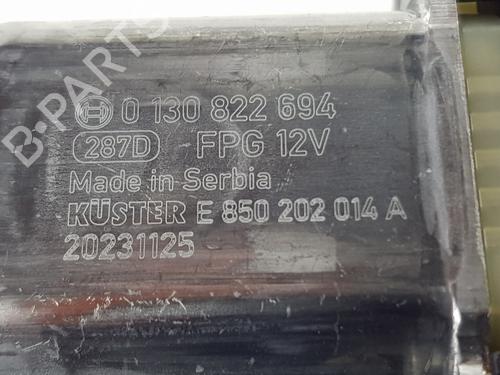 0 130 822 694
287D FPG 12V
Made in Serbia
KÜSTER E 850 202 014 A
20231125
B-PARTS